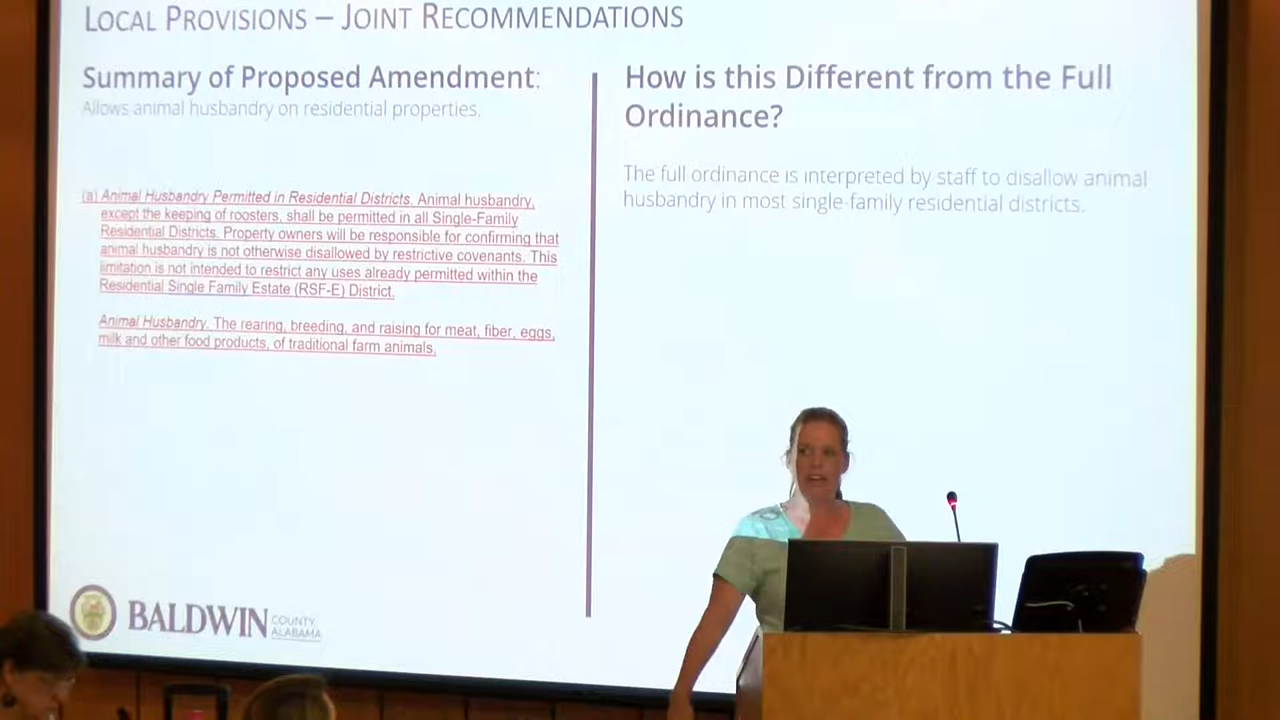 LOCAL PROVISIONS – JOINT RECOMMENDATIONS
Summary of Proposed Amendment:
Allows animal husbandry on residential properties.
(a) Animal Husbandry Permitted in Residential Districts. Animal husbandry,
except the keeping of roosters, shall be permitted in all Single-Family
Residential Districts. Property owners will be responsible for confirming that
animal husbandry is not otherwise disallowed by restrictive covenants. This
limitation is not intended to restrict any uses already permitted within the
Residential Single Family Estate (RSF-E) District.
Animal Husbandry. The rearing, breeding, and raising for meat, fiber, eggs,
milk and other food products, of traditional farm animals.
How is this Different from the Full
Ordinance?
The full ordinance is interpreted by staff to disallow animal
husbandry in most single-family residential districts.
BALDWIN
COUNTY
ALABAMA